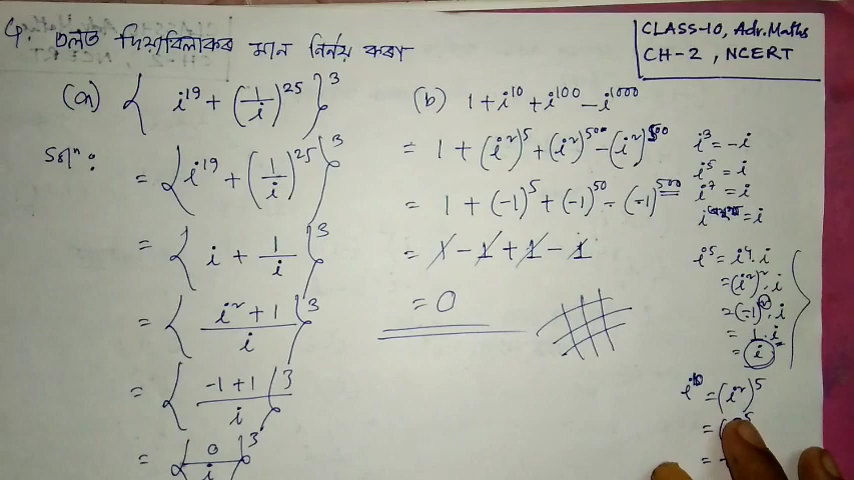 Q. তলত দিয়াবিলাকৰ মান নিৰ্ণয় কৰা
CLASS-10, Adv. Maths
CH-2, NCERT
(a) { i¹⁹ + (1/i)²⁵ }³
Solⁿ:
= { i¹⁹ + (1/i)²⁵ }³
= { i + 1/i }³
= { (i² + 1)/i }³
= { (-1+1)/i }³
= { 0/i }³
(b) 1 + i¹⁰ + i¹⁰⁰ - i¹⁰⁰⁰
= 1 + (i²)⁵ + (i²)⁵⁰ - (i²)⁵⁰⁰
= 1 + (-1)⁵ + (-1)⁵⁰ - (-1)⁵⁰⁰
= 1 - 1 + 1 - 1
= 0
i³ = -i
i⁵ = i
i⁷ = i
= i
i⁵ = i⁴. i
= (i²)². i
= (-1)². i
= 1. i
= i
i¹⁰ = (i²)⁵